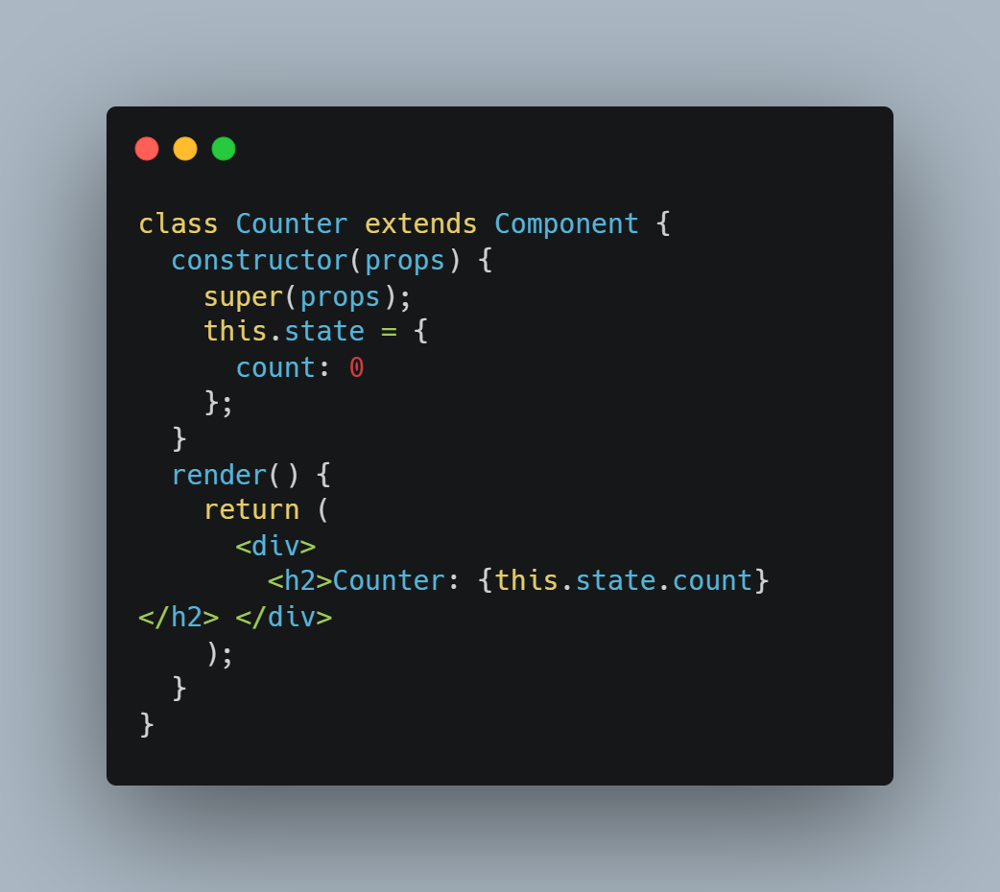 class Counter extends Component {
  constructor(props) {
    super(props);
    this.state = {
      count: 0
    };
  }
  render() {
    return (
      <div>
        <h2>Counter: {this.state.count}
</h2> </div>
    );
  }
}